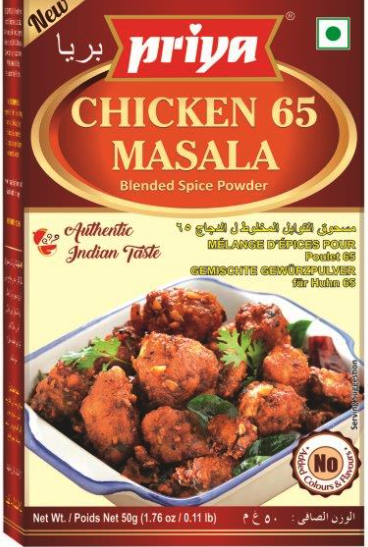 New
بريا
priya
®
CHICKEN 65
MASALA
Blended Spice Powder
Authentic
Indian Taste
مسحوق التوابل المخلوط ل الدجاج ٦٥
MÉLANGE D'ÉPICES POUR
Poulet 65
GEMISCHTE GEWÜRZPULVER
für Huhn 65
Serving Suggestion
No
Added Colours & Flavours
Net Wt. / Poids Net 50g (1.76 oz / 0.11 lb)
الوزن الصافى : ٥٠ غ م